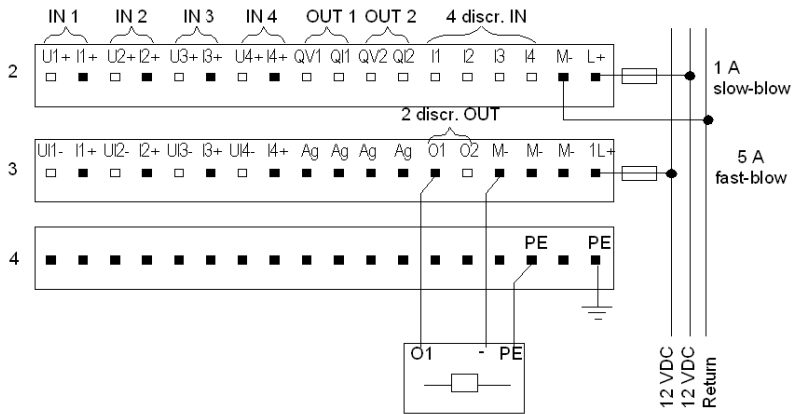 IN 1 IN 2 IN 3 IN 4 OUT 1 OUT 2 4 discr. IN
U1+ I1+ U2+ I2+ U3+ I3+ U4+ I4+ QV1 QI1 QV2 QI2 I1 I2 I3 I4 M- L+
2
1 A
slow-blow
2 discr. OUT
UI1- I1+ UI2- I2+ UI3- I3+ UI4- I4+ Ag Ag Ag Ag O1 O2 M- M- M- 1L+
3
5 A
fast-blow
PE PE
4
O1 - PE
12 VDC
12 VDC
Return